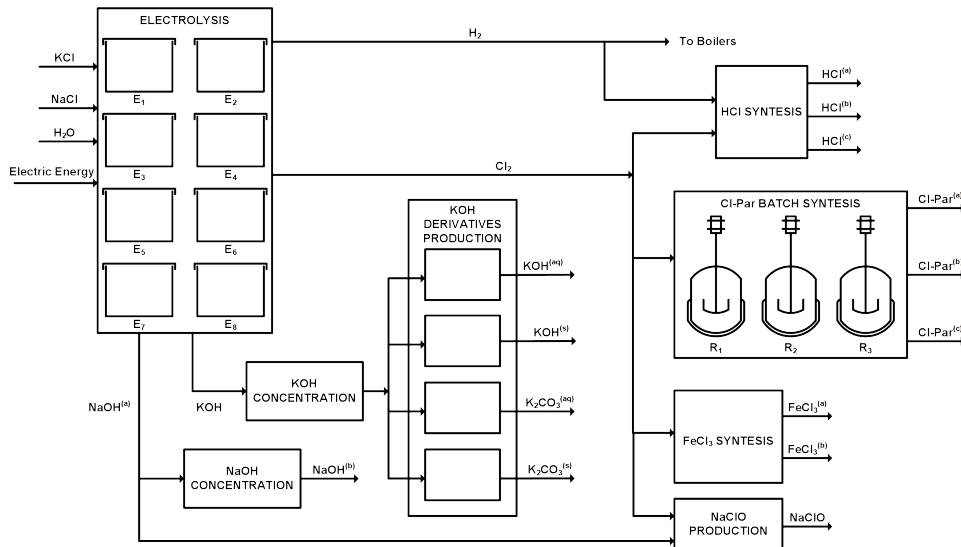 ELECTROLYSIS
H₂
To Boilers
KCl
NaCl
H₂O
Electric Energy
E₁
E₂
E₃
E₄
E₅
E₆
E₇
E₈
Cl₂
HCl SYNTESIS
HCl⁽ᵃ⁾
HCl⁽ᵇ⁾
HCl⁽ᶜ⁾
Cl-Par BATCH SYNTESIS
R₁
R₂
R₃
Cl-Par⁽ᵃ⁾
Cl-Par⁽ᵇ⁾
Cl-Par⁽ᶜ⁾
KOH
DERIVATIVES
PRODUCTION
KOH⁽ᵃq⁾
KOH⁽ˢ⁾
K₂CO₃⁽ᵃq⁾
K₂CO₃⁽ˢ⁾
NaOH⁽ᵃ⁾
KOH
KOH
CONCENTRATION
NaOH
CONCENTRATION
NaOH⁽ᵇ⁾
FeCl₃ SYNTESIS
FeCl₃⁽ᵃ⁾
FeCl₃⁽ᵇ⁾
NaClO
PRODUCTION
NaClO